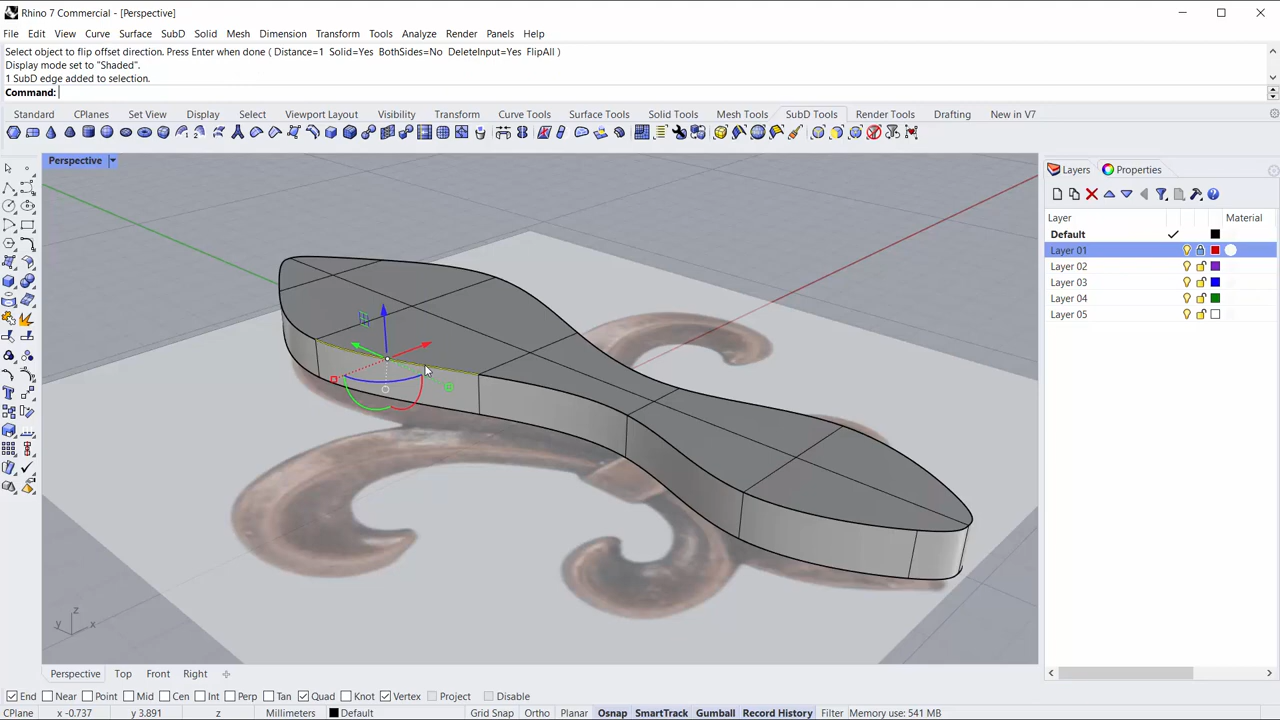 Rhino 7 Commercial - [Perspective]
File Edit View Curve Surface SubD Solid Mesh Dimension Transform Tools Analyze Render Panels Help
Select object to flip offset direction. Press Enter when done ( Distance=1 Solid=Yes BothSides=No DeleteInput=Yes FlipAll )
Display mode set to "Shaded".
1 SubD edge added to selection.
Command:
Standard CPlanes Set View Display Select Viewport Layout Visibility Transform Curve Tools Surface Tools Solid Tools Mesh Tools SubD Tools Render Tools Drafting New in V7
Perspective
Layers Properties
Layer Material
Default
Layer 01
Layer 02
Layer 03
Layer 04
Layer 05
z
y x
Perspective Top Front Right
End Near Point Mid Cen Int Perp Tan Quad Knot Vertex Project Disable
CPlane x -0.737 y 3.891 z Millimeters Default Grid Snap Ortho Planar Osnap SmartTrack Gumball Record History Filter Memory use: 541 MB